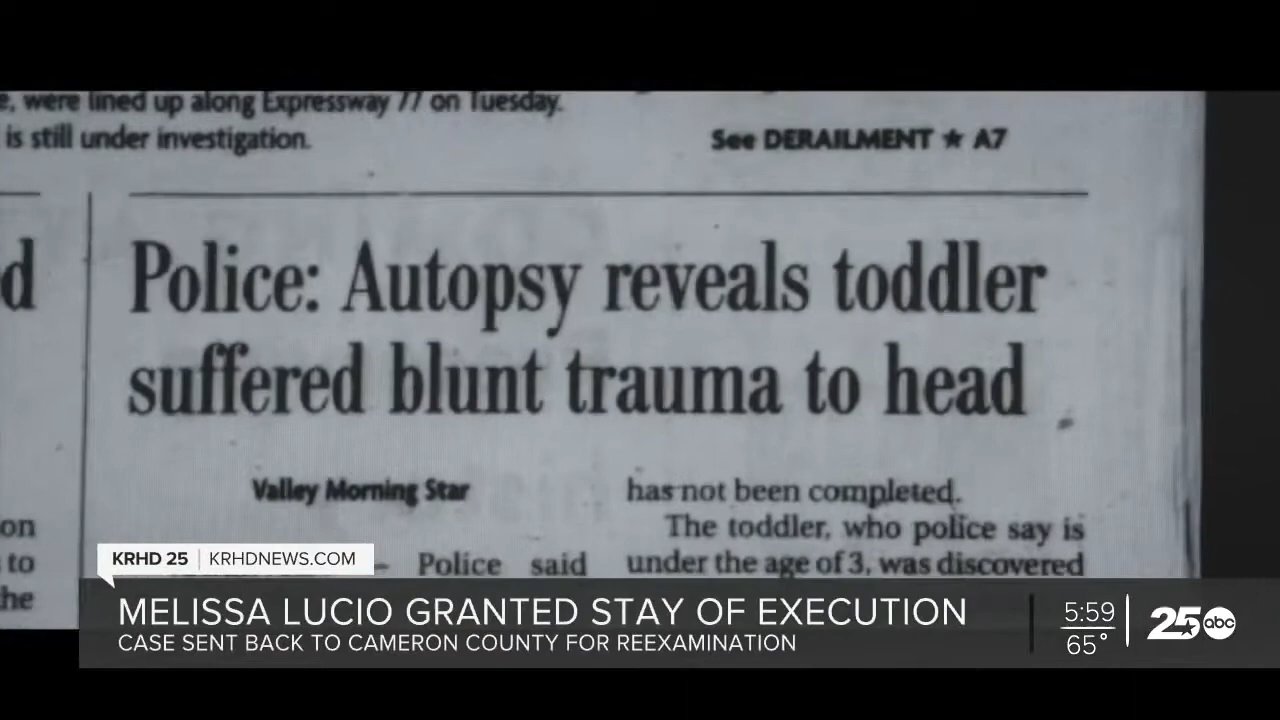 e, were lined up along Expressway 77 on Tuesday.
is still under investigation.
See DERAILMENT ★ A7
d
Police: Autopsy reveals toddler
suffered blunt trauma to head
Valley Morning Star
– Police said
has not been completed.
The toddler, who police say is
under the age of 3, was discovered
on
to
he
KRHD 25 | KRHDNEWS.COM
MELISSA LUCIO GRANTED STAY OF EXECUTION
CASE SENT BACK TO CAMERON COUNTY FOR REEXAMINATION
5:59
65°
25 abc